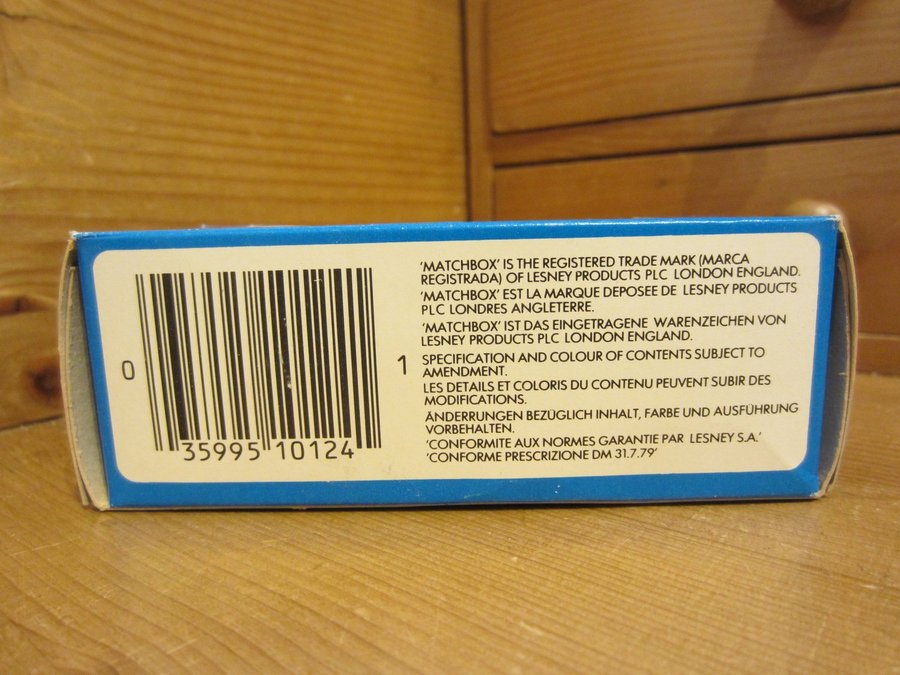 0 35995 10124 1
'MATCHBOX' IS THE REGISTERED TRADE MARK (MARCA
REGISTRADA) OF LESNEY PRODUCTS PLC LONDON ENGLAND.
'MATCHBOX' EST LA MARQUE DEPOSEE DE LESNEY PRODUCTS
PLC LONDRES ANGLETERRE.
'MATCHBOX' IST DAS EINGETRAGENE WARENZEICHEN VON
LESNEY PRODUCTS PLC LONDON ENGLAND.
SPECIFICATION AND COLOUR OF CONTENTS SUBJECT TO
AMENDMENT.
LES DETAILS ET COLORIS DU CONTENU PEUVENT SUBIR DES
MODIFICATIONS.
ÄNDERRUNGEN BEZÜGLICH INHALT, FARBE UND AUSFÜHRUNG
VORBEHALTEN.
'CONFORMITE AUX NORMES GARANTIE PAR LESNEY S.A.'
'CONFORME PRESCRIZIONE DM 31.7.79'